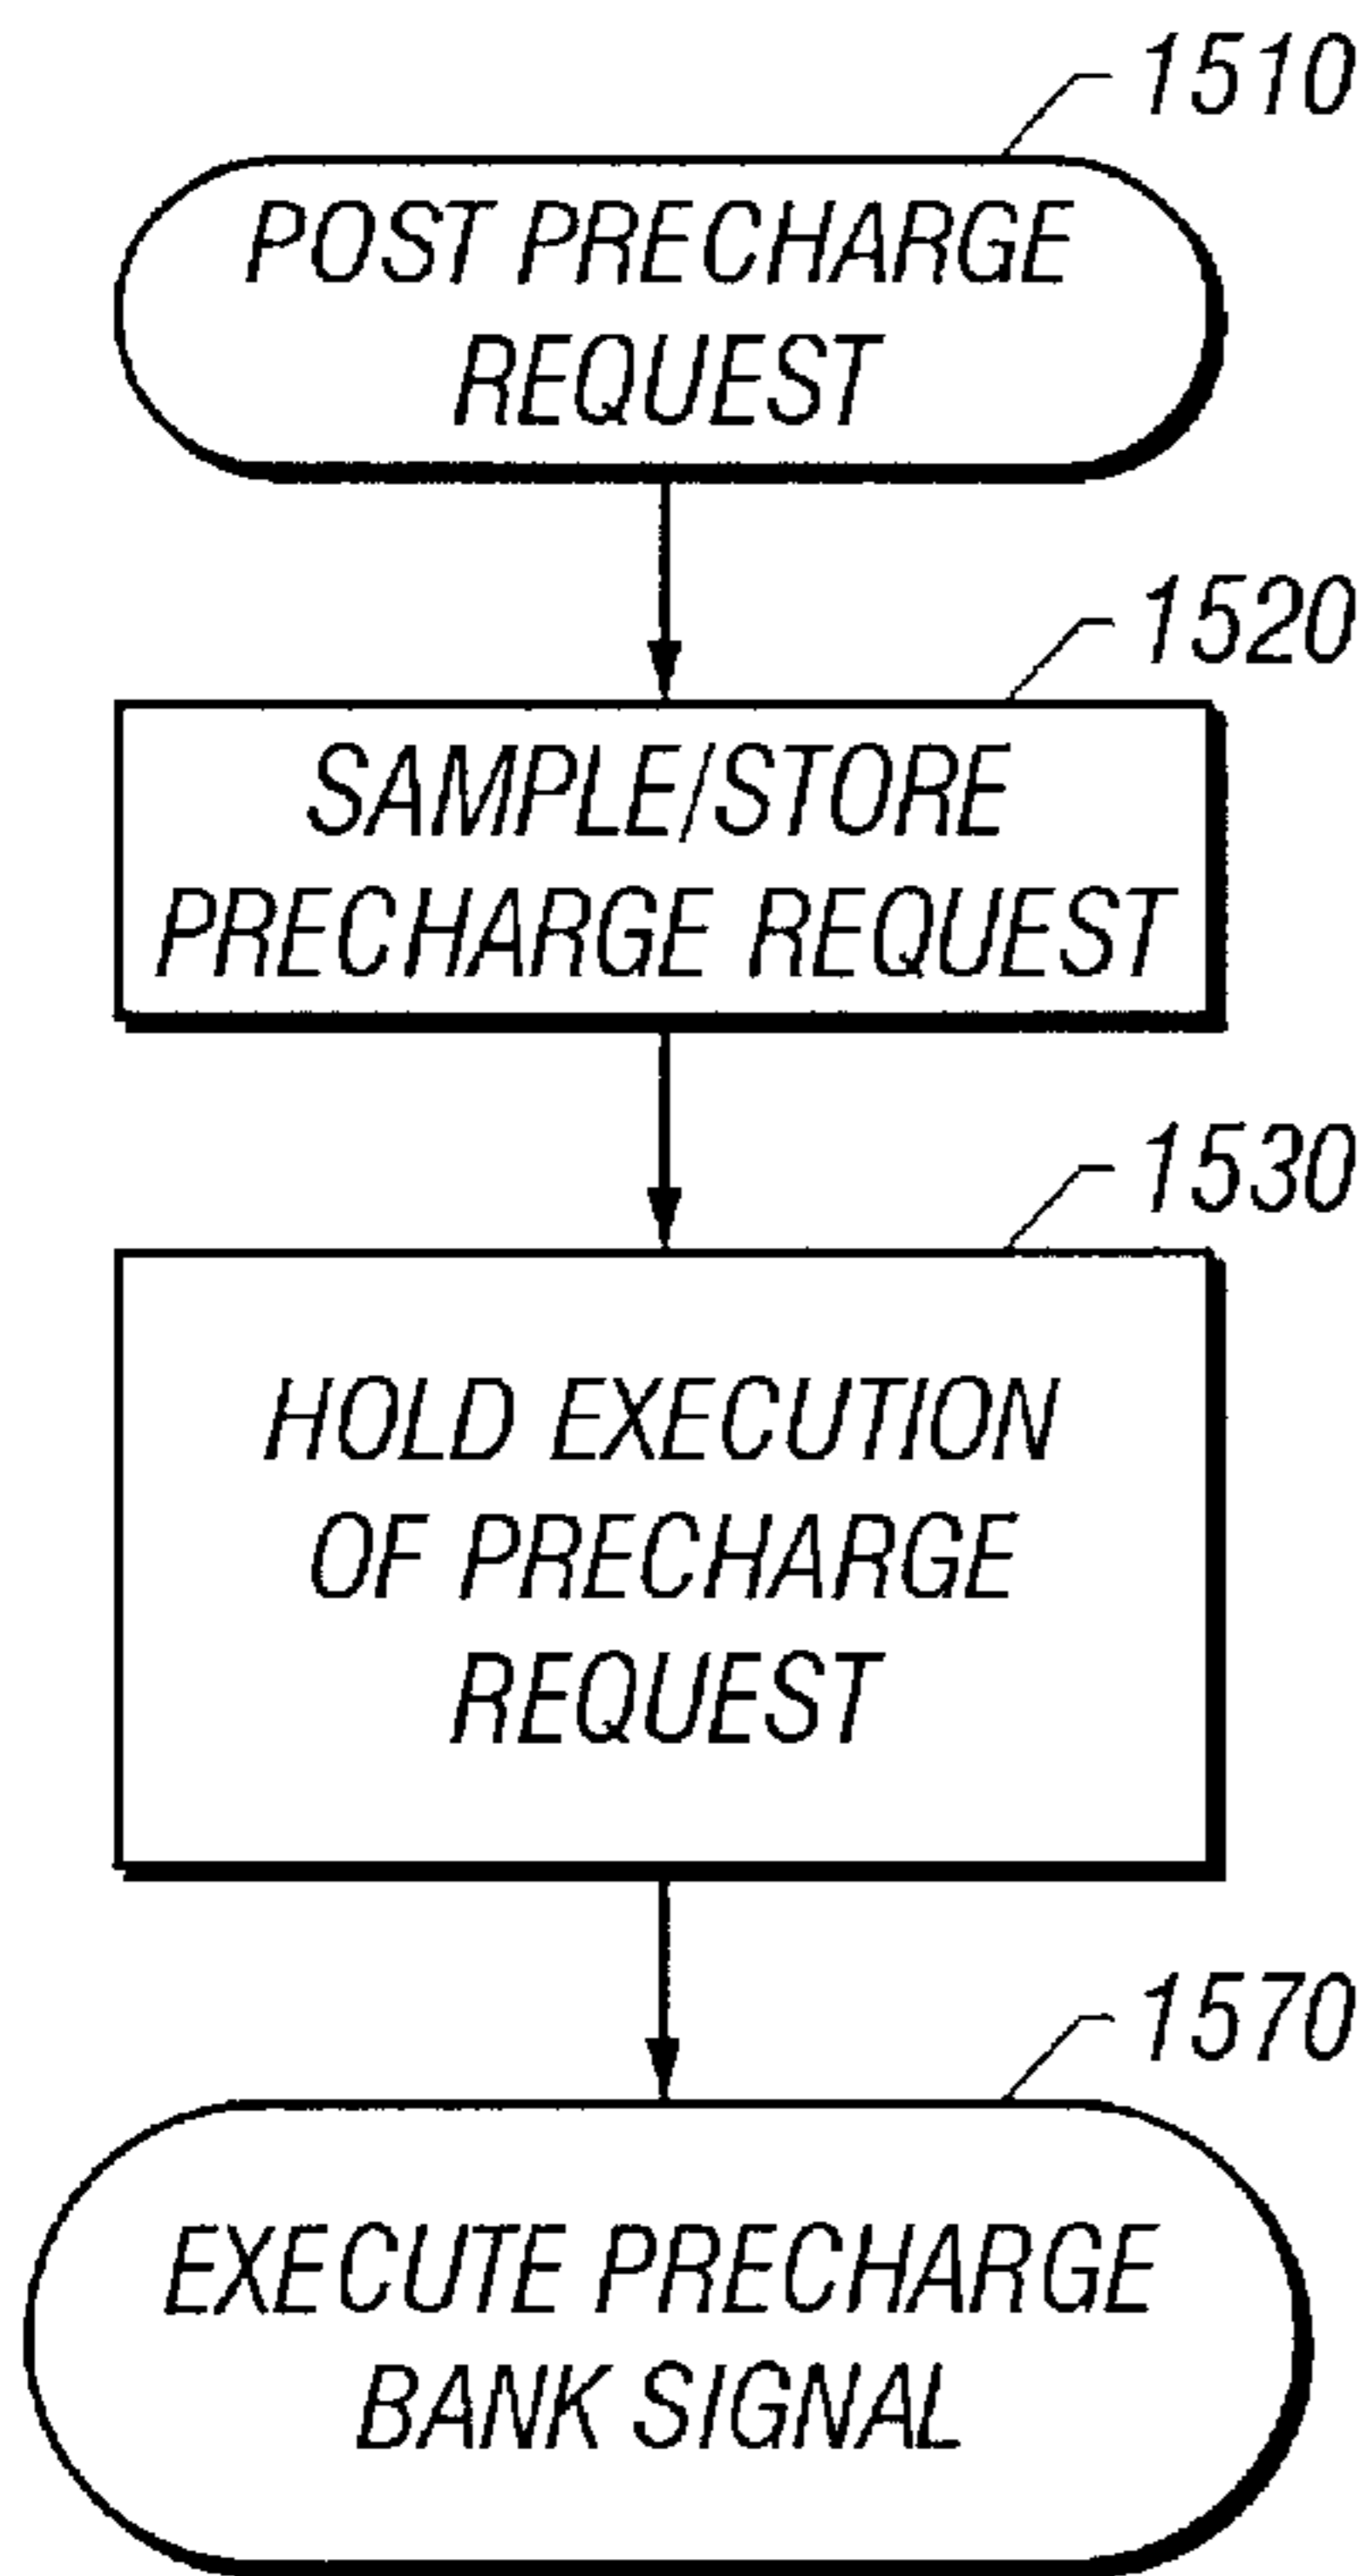 1510
POST PRECHARGE
REQUEST
1520
SAMPLE/STORE
PRECHARGE REQUEST
1530
HOLD EXECUTION
OF PRECHARGE
REQUEST
1570
EXECUTE PRECHARGE
BANK SIGNAL